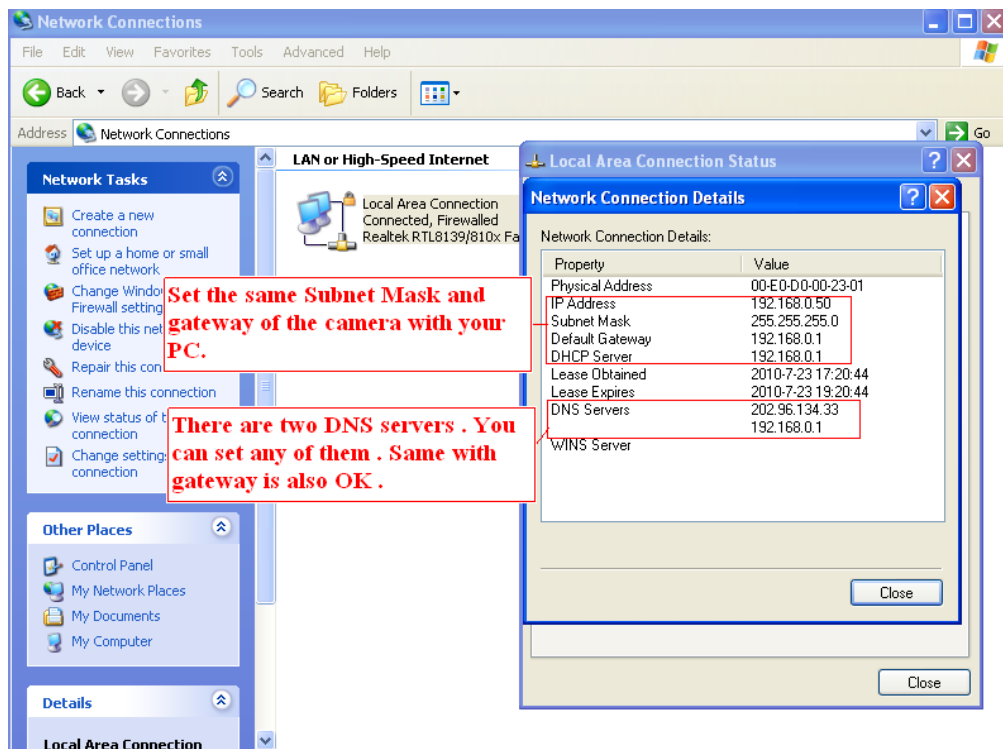 Network Connections
File Edit View Favorites Tools Advanced Help
Back Search Folders
Address Network Connections Go
Network Tasks
Create a new
connection
Set up a home or small
office network
Change
Firewall
Disable this
device
Repair this
Rename this connection
View status of
connection
Change
connection
Other Places
Control Panel
My Network Places
My Documents
My Computer
Details
Local Area Connection
LAN or High-Speed Internet
Local Area Connection
Connected, Firewalled
Realtek RTL8139/810x
Set the same Subnet Mask and
gateway of the camera with your
PC.
There are two DNS servers . You
can set any of them . Same with
gateway is also OK .
Local Area Connection Status
Network Connection Details
Network Connection Details:
Property Value
Physical Address 00-E0-D0-00-23-01
IP Address 192.168.0.50
Subnet Mask 255.255.255.0
Default Gateway 192.168.0.1
DHCP Server 192.168.0.1
Lease Obtained 2010-7-23 17:20:44
Lease Expires 2010-7-23 19:20:44
DNS Servers 202.96.134.33
192.168.0.1
WINS Server
Close
Close